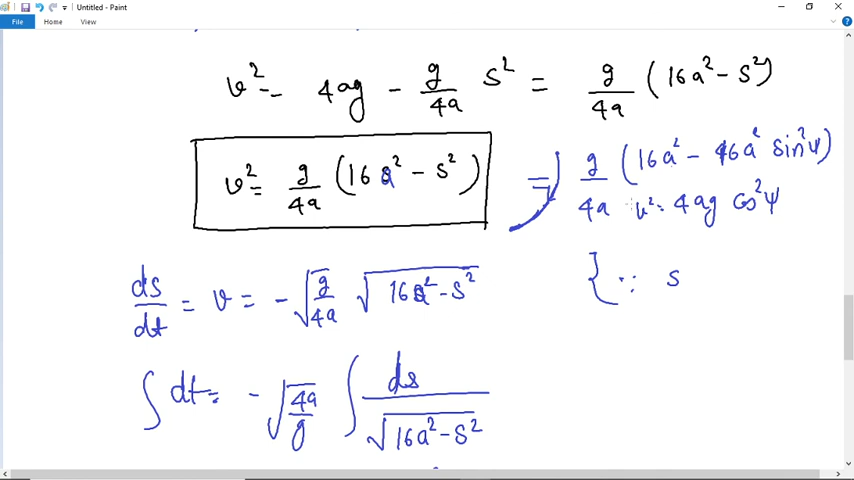 Untitled - Paint
File Home View
v² = 4ag - g/4a s² = g/4a (16a² - s²)
v² = g/4a (16a² - s²) ⇒ g/4a (16a² - 16a² sin²ψ)
v² = 4ag cos²ψ
ds/dt = v = -√(g/4a) √(16a² - s²) { ∵ s
∫ dt = -√(4a/g) ∫ ds/√(16a² - s²)